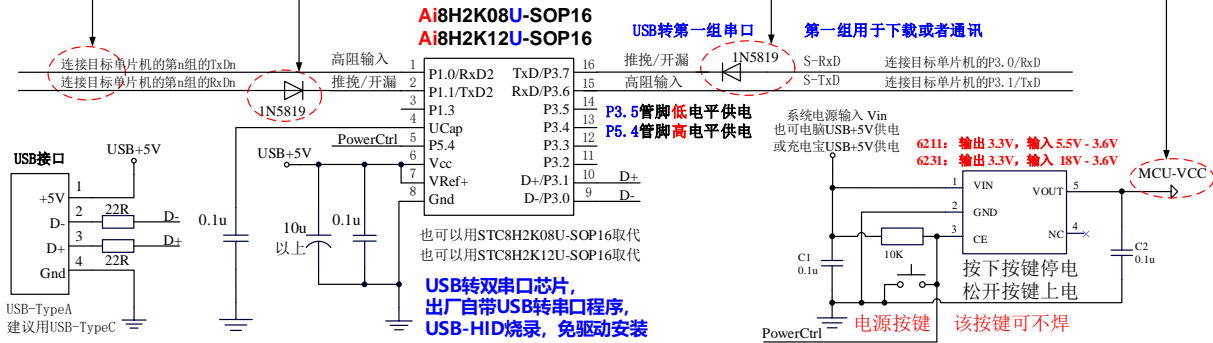 Ai8H2K08U-SOP16
Ai8H2K12U-SOP16
USB转第一组串口
第一组用于下载或者通讯
连接目标单片机的第n组的TxDn
高阻输入
1
P1.0/RxD2
TxD/P3.7
16
推挽/开漏
1N5819
S-RxD
连接目标单片机的P3.0/RxD
连接目标单片机的第n组的RxDn
1N5819
推挽/开漏
2
P1.1/TxD2
RxD/P3.6
15
高阻输入
S-TxD
连接目标单片机的P3.1/TxD
3
P1.3
P3.5
14
P3.5管脚低电平供电
4
UCap
P3.4
13
P5.4管脚高电平供电
PowerCtrl
5
P5.4
P3.3
12
USB+5V
6
Vcc
P3.2
11
7
VRef+
D+/P3.1
10
D+
8
Gnd
D-/P3.0
9
D-
0.1u
10u
以上
0.1u
也可以用STC8H2K08U-SOP16取代
也可以用STC8H2K12U-SOP16取代
USB转双串口芯片，
出厂自带USB转串口程序，
USB-HID烧录，免驱动安装
USB接口
USB+5V
+5V
1
D-
2
22R
D-
D+
3
22R
D+
Gnd
4
USB-TypeA
建议用USB-TypeC
系统电源输入 Vin
也可电脑USB+5V供电
或充电宝USB+5V供电
6211: 输出 3.3V, 输入 5.5V - 3.6V
6231: 输出 3.3V, 输入 18V - 3.6V
MCU-VCC
1
VIN
VOUT
5
2
GND
3
CE
NC
4
10K
C1
0.1u
C2
0.1u
按下按键停电
松开按键上电
电源按键
该按键可不焊
PowerCtrl